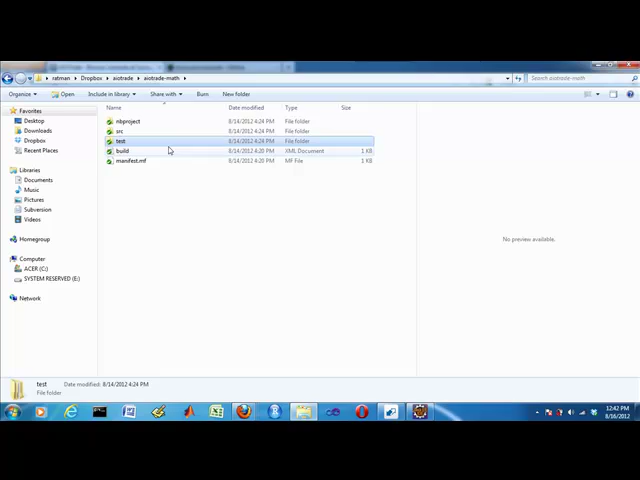 ratman ▸ Dropbox ▸ aiotrade ▸ aiotrade-math ▸
Search aiotrade-math
Organize ▾ Open Include in library ▾ Share with ▾ Burn New folder
Name Date modified Type Size
Favorites
Desktop
Downloads
Dropbox
Recent Places
Libraries
Documents
Music
Pictures
Subversion
Videos
Homegroup
Computer
ACER (C:)
SYSTEM RESERVED (E:)
Network
nbproject 8/14/2012 4:24 PM File folder
src 8/14/2012 4:24 PM File folder
test 8/14/2012 4:24 PM File folder
build 8/14/2012 4:20 PM XML Document 1 KB
manifest.mf 8/14/2012 4:20 PM MF File 1 KB
No preview available.
test Date modified: 8/14/2012 4:24 PM
File folder
12:42 PM
8/16/2012